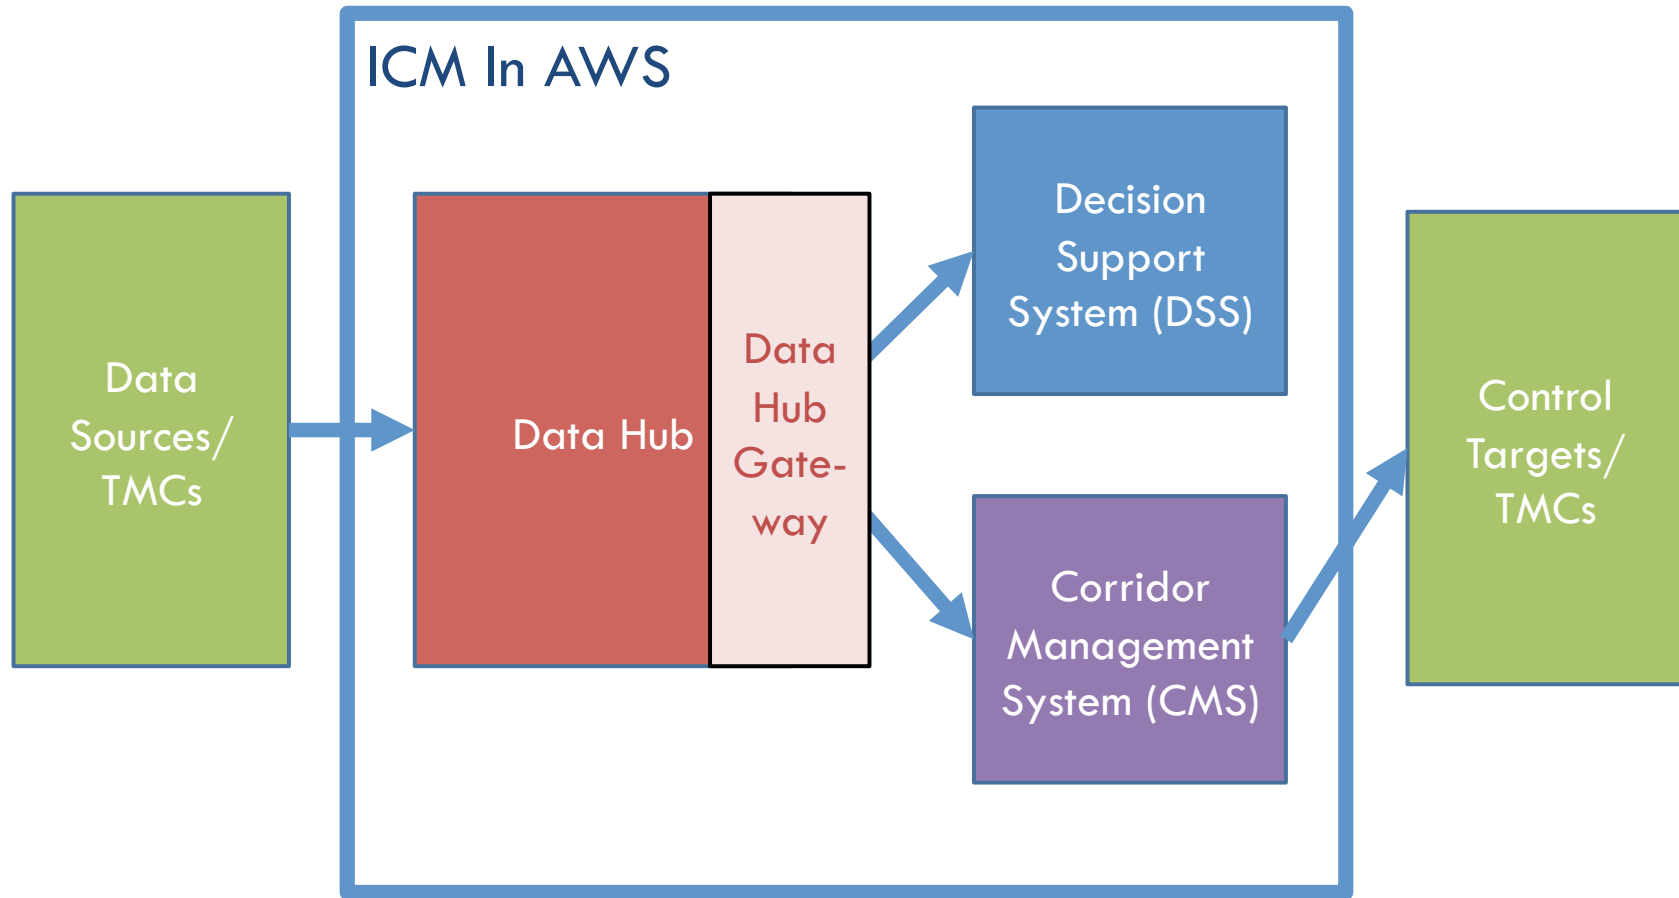 ICM In AWS
Data
Sources/
TMCs
Data Hub
Data
Hub
Gate-
way
Decision
Support
System (DSS)
Corridor
Management
System (CMS)
Control
Targets/
TMCs